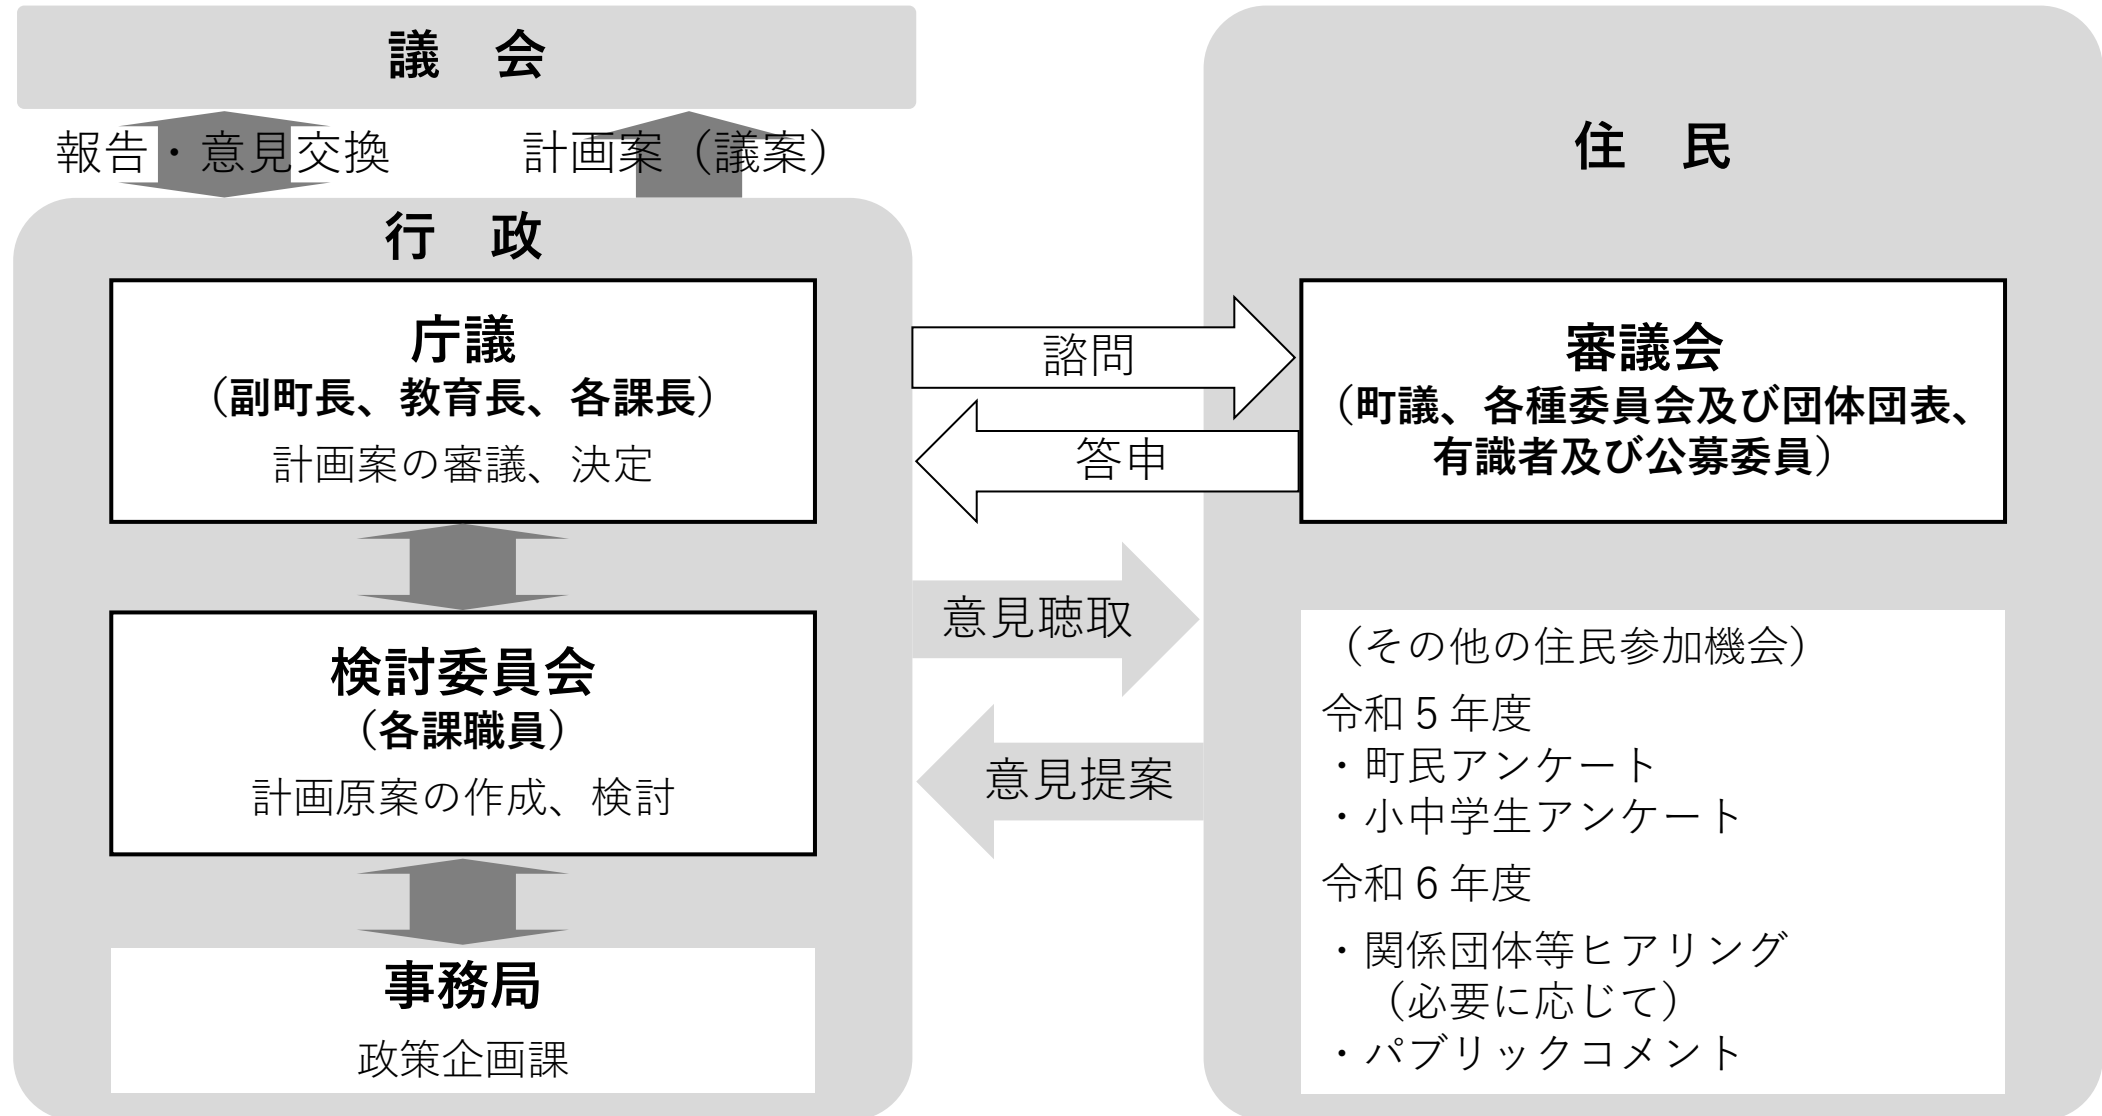 議　会
報告・意見交換
計画案（議案）
行　政
庁議
（副町長、教育長、各課長）
計画案の審議、決定
検討委員会
（各課職員）
計画原案の作成、検討
事務局
政策企画課
諮問
答申
意見聴取
意見提案
住　民
審議会
（町議、各種委員会及び団体団表、
有識者及び公募委員）
（その他の住民参加機会）
令和５年度
・町民アンケート
・小中学生アンケート
令和６年度
・関係団体等ヒアリング
（必要に応じて）
・パブリックコメント